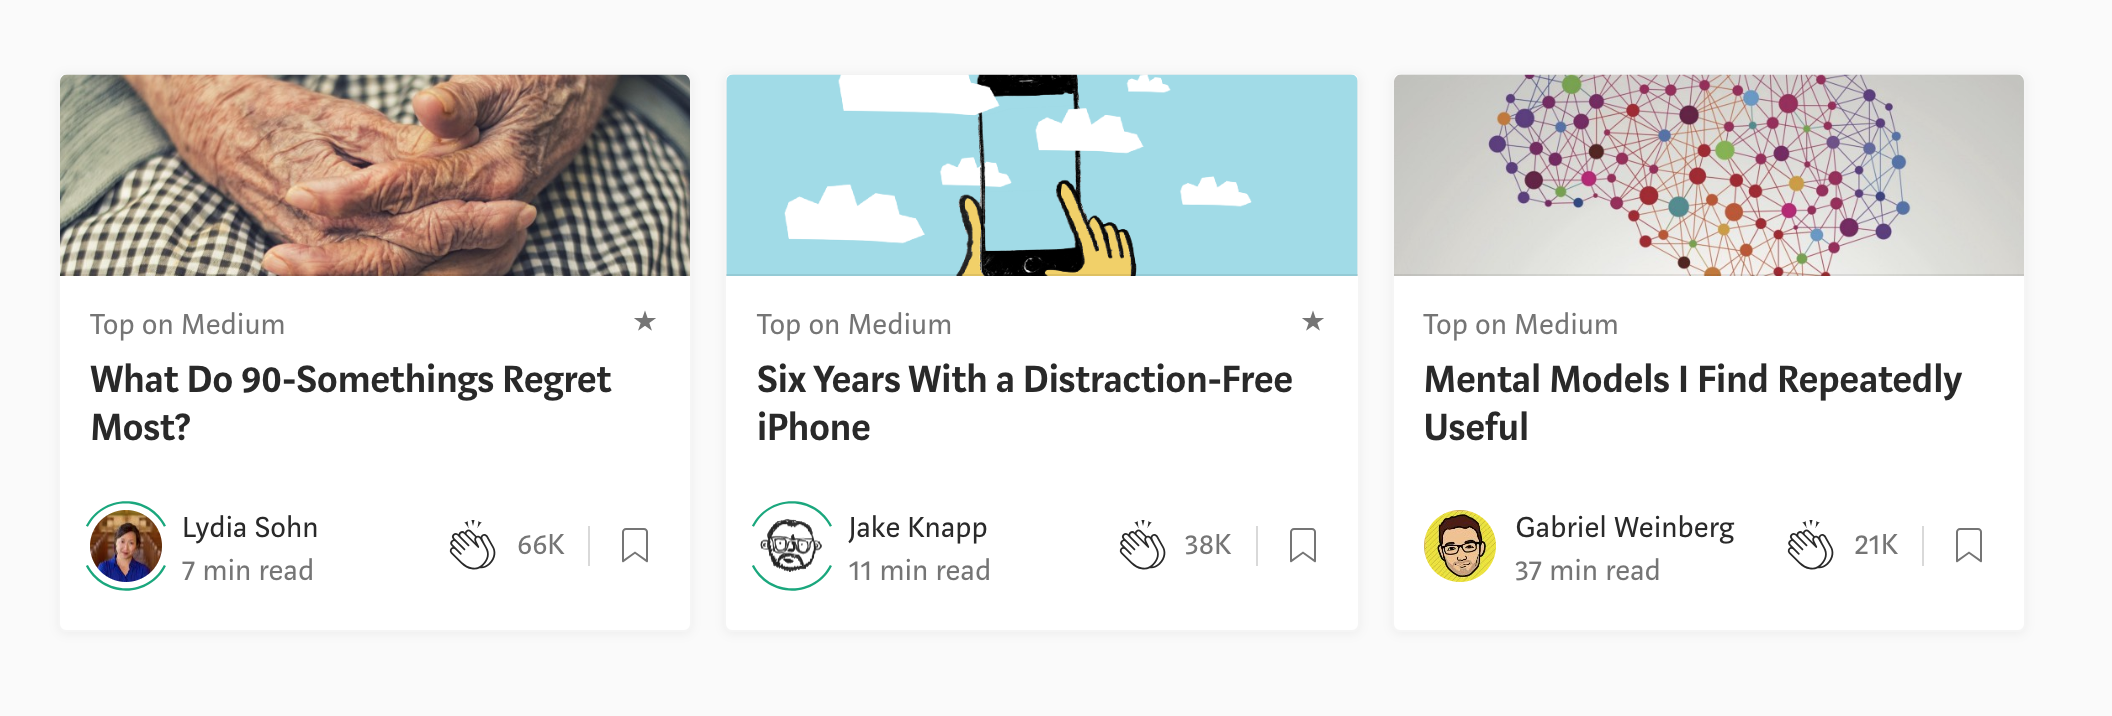 Top on Medium
What Do 90-Somethings Regret
Most?
Lydia Sohn
7 min read
66K
Top on Medium
Six Years With a Distraction-Free
iPhone
Jake Knapp
11 min read
38K
Top on Medium
Mental Models I Find Repeatedly
Useful
Gabriel Weinberg
37 min read
21K